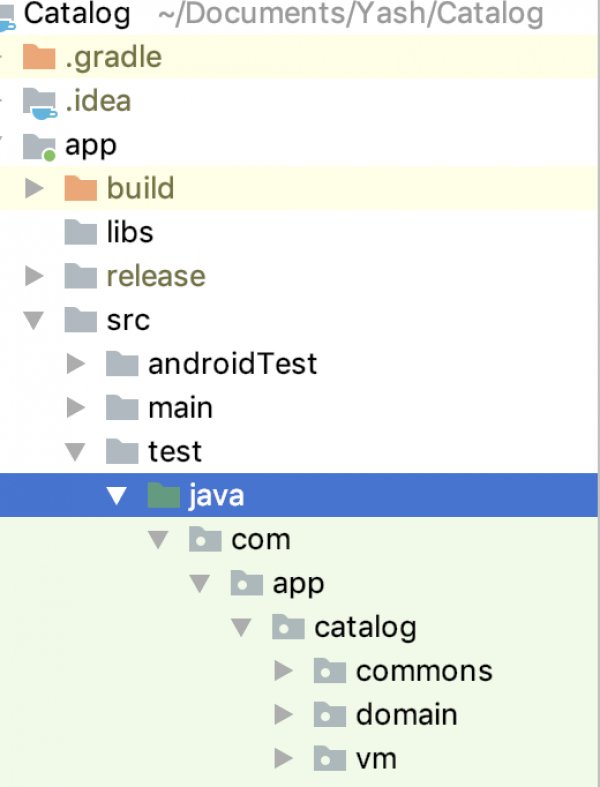 Catalog ~/Documents/Yash/Catalog
.gradle
.idea
app
build
libs
release
src
androidTest
main
test
java
com
app
catalog
commons
domain
vm